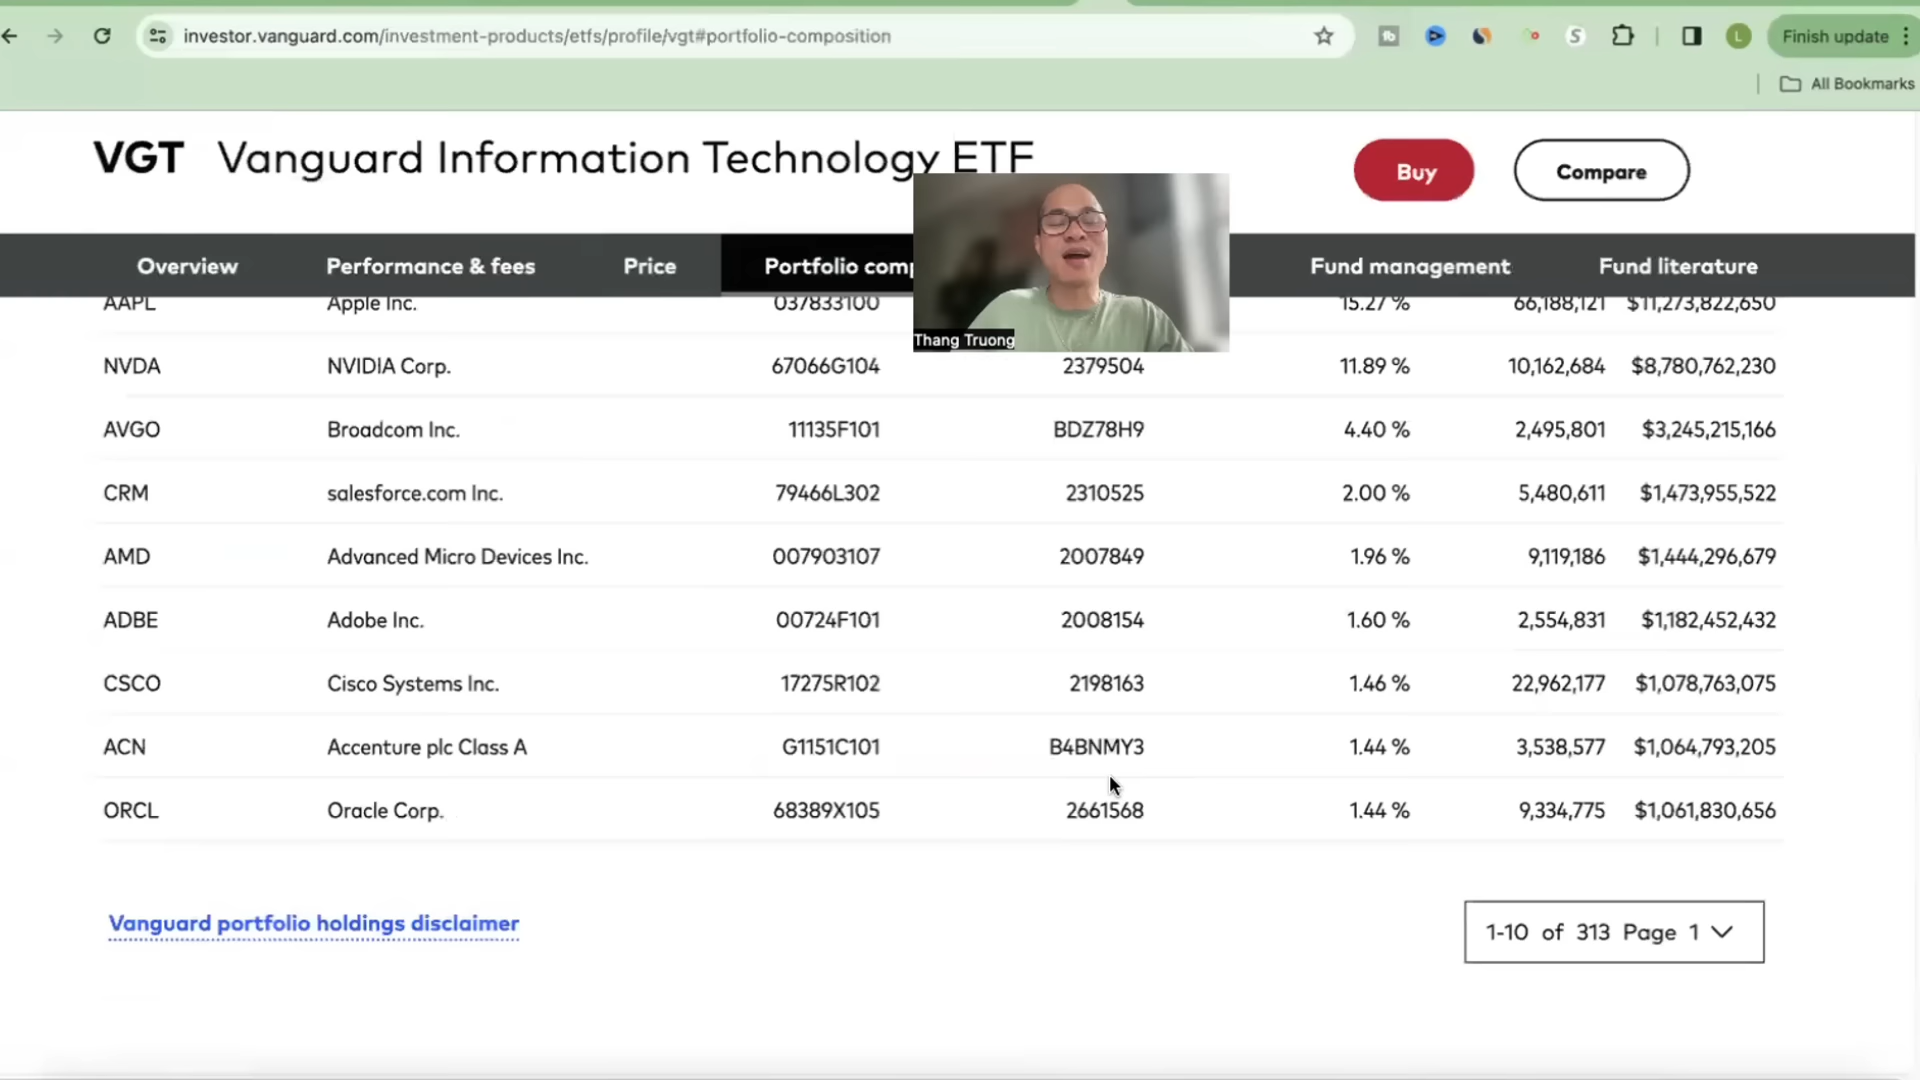 investor.vanguard.com/investment-products/etfs/profile/vgt#portfolio-composition
fb
S
L
Finish update
All Bookmarks
VGT Vanguard Information Technology ETF
Buy
Compare
Overview
Performance & fees
Price
Portfolio comp
Fund management
Fund literature
AAPL Apple Inc. 037833100 15.27 % 66,188,121 $11,273,822,650
Thang Truong
NVDA NVIDIA Corp. 67066G104 2379504 11.89 % 10,162,684 $8,780,762,230
AVGO Broadcom Inc. 11135F101 BDZ78H9 4.40 % 2,495,801 $3,245,215,166
CRM salesforce.com Inc. 79466L302 2310525 2.00 % 5,480,611 $1,473,955,522
AMD Advanced Micro Devices Inc. 007903107 2007849 1.96 % 9,119,186 $1,444,296,679
ADBE Adobe Inc. 00724F101 2008154 1.60 % 2,554,831 $1,182,452,432
CSCO Cisco Systems Inc. 17275R102 2198163 1.46 % 22,962,177 $1,078,763,075
ACN Accenture plc Class A G1151C101 B4BNMY3 1.44 % 3,538,577 $1,064,793,205
ORCL Oracle Corp. 68389X105 2661568 1.44 % 9,334,775 $1,061,830,656
Vanguard portfolio holdings disclaimer
1-10 of 313 Page 1